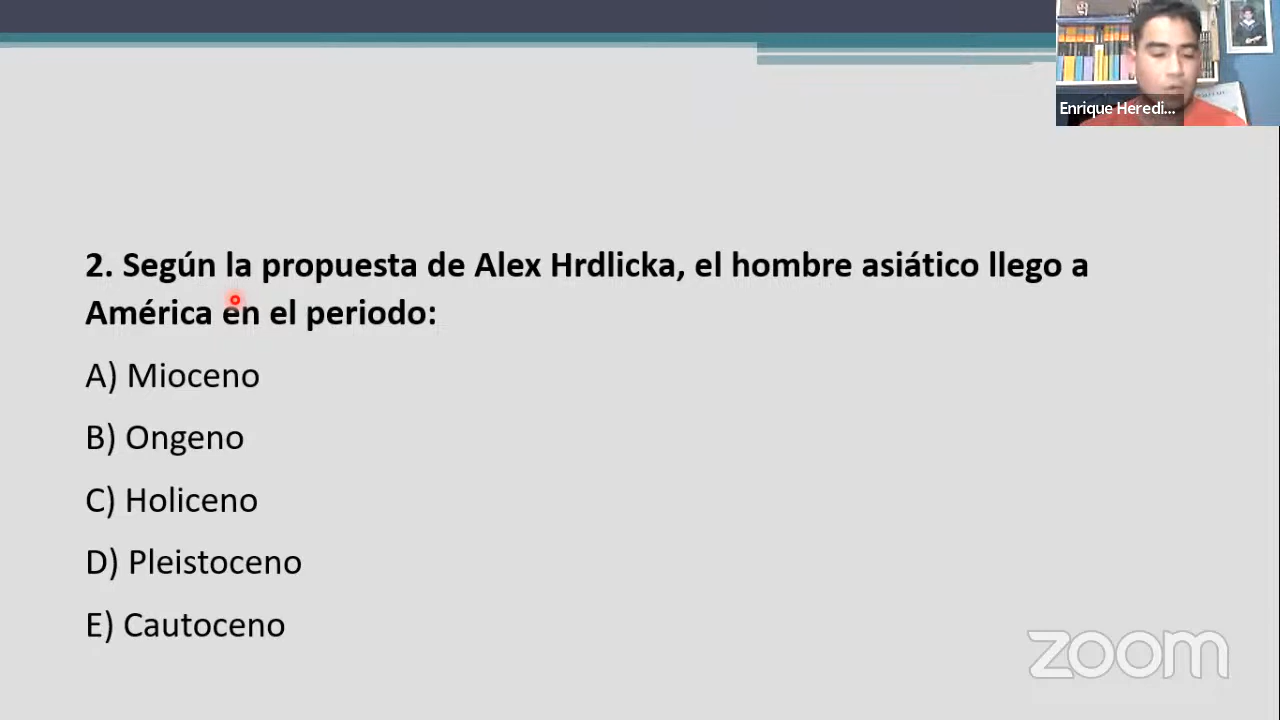 Enrique Heredi...
2. Según la propuesta de Alex Hrdlicka, el hombre asiático llego a
América en el periodo:
A) Mioceno
B) Ongeno
C) Holiceno
D) Pleistoceno
E) Cautoceno
zoom